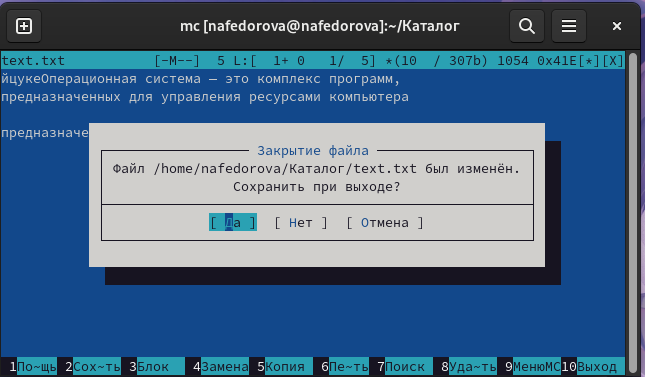 mc [nafedorova@nafedorova]:~/Каталог
text.txt [-M--] 5 L:[ 1+ 0 1/ 5] *(10 / 307b) 1054 0x41E[*][X]
йцукеОперационная система — это комплекс программ,
предназначенных для управления ресурсами компьютера
предназначе
Закрытие файла
Файл /home/nafedorova/Каталог/text.txt был изменён.
Сохранить при выходе?
[ Да ] [ Нет ] [ Отмена ]
1По~щь 2Сох~ть 3Блок 4Замена 5Копия 6Пе~ть 7Поиск 8Уда~ть 9МенюMC 10Выход